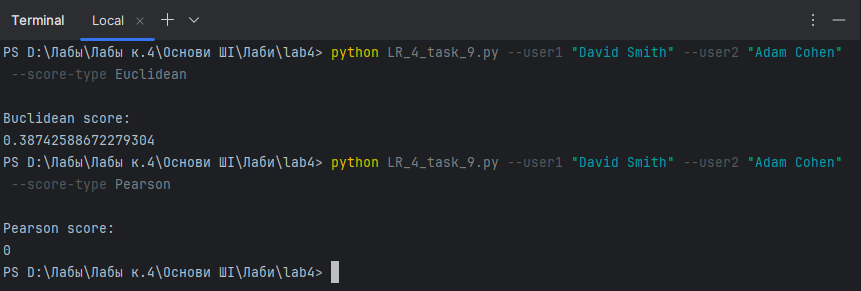 Terminal Local × + ⌄ ⋮ —
PS D:\Лабы\Лабы к.4\Основи ШІ\Лаби\lab4> python LR_4_task_9.py --user1 "David Smith" --user2 "Adam Cohen"
--score-type Euclidean
Buclidean score:
0.38742588672279304
PS D:\Лабы\Лабы к.4\Основи ШІ\Лаби\lab4> python LR_4_task_9.py --user1 "David Smith" --user2 "Adam Cohen"
--score-type Pearson
Pearson score:
0
PS D:\Лабы\Лабы к.4\Основи ШІ\Лаби\lab4>